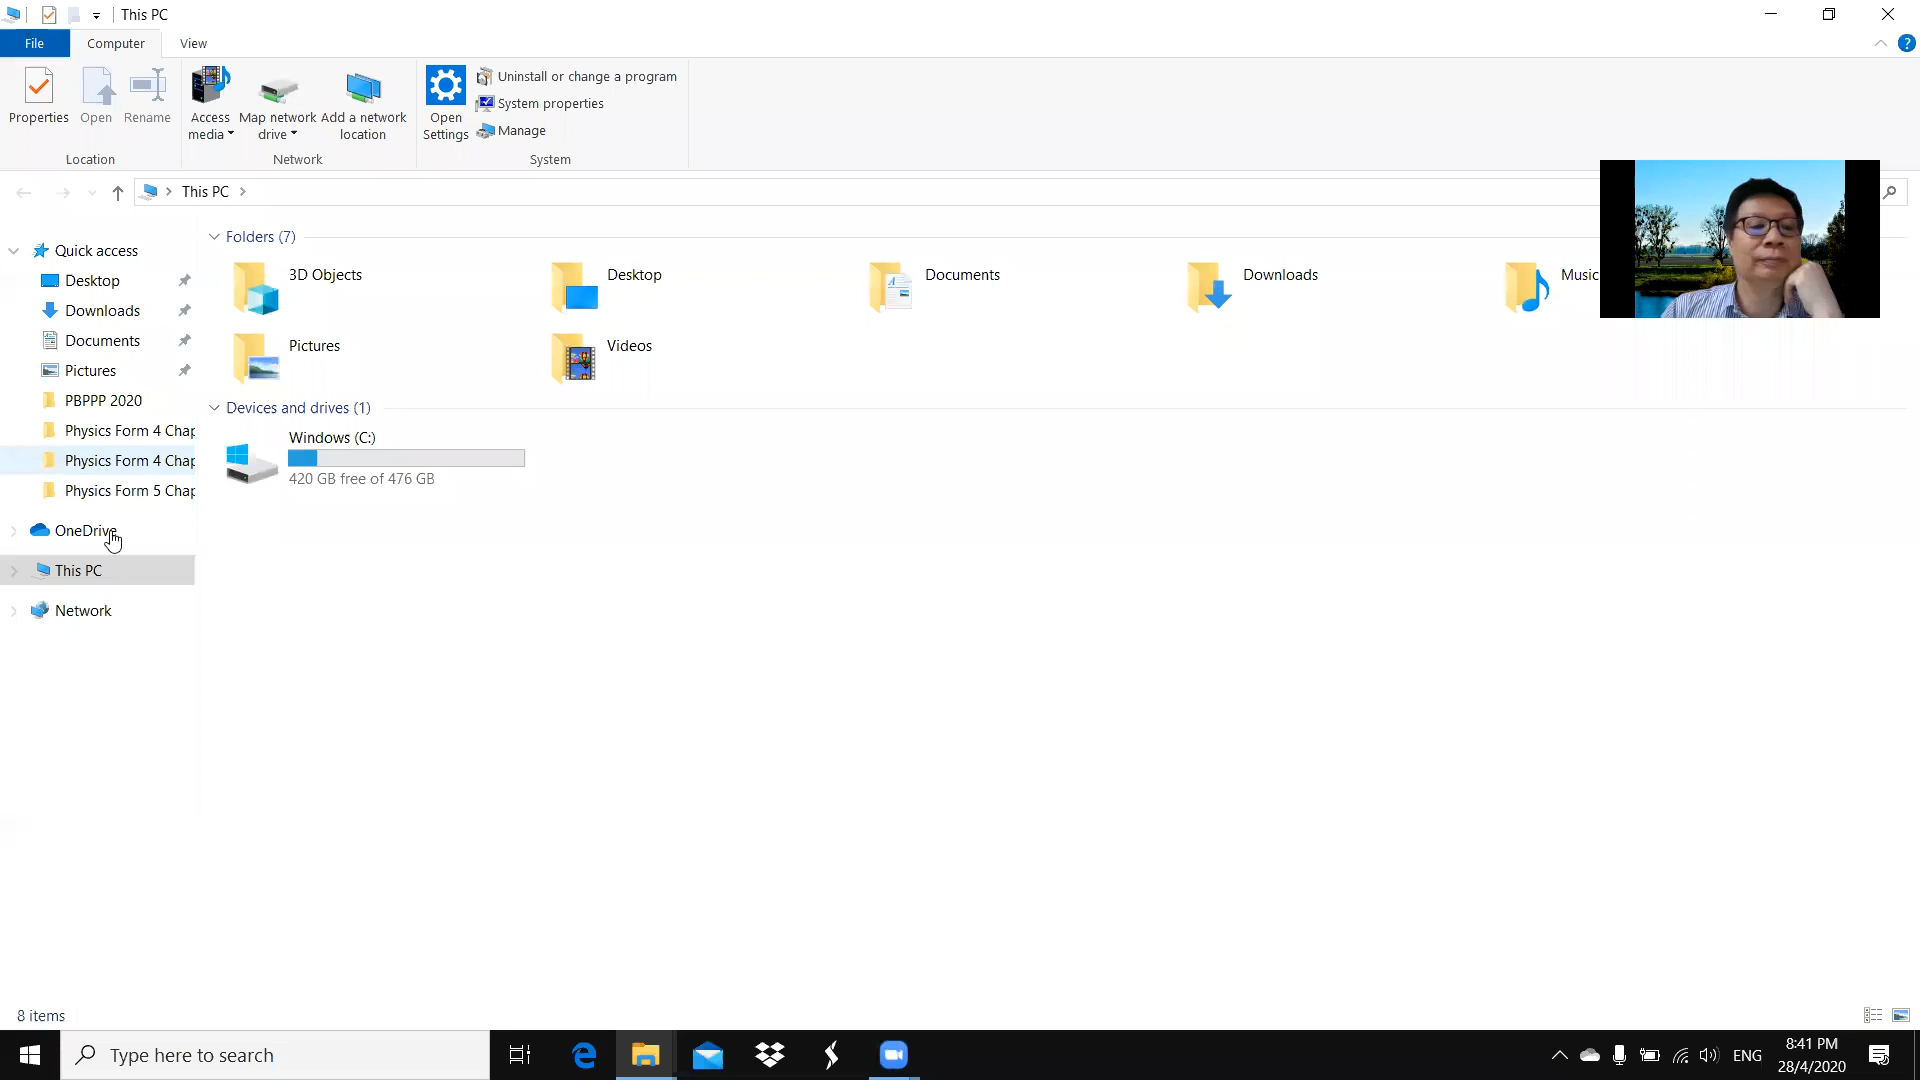 This PC
File
Computer
View
Properties
Open
Rename
Access
media
Map network
drive
Add a network
location
Open
Settings
Uninstall or change a program
System properties
Manage
Location
Network
System
This PC
Quick access
Desktop
Downloads
Documents
Pictures
PBPPP 2020
Physics Form 4 Chap
Physics Form 4 Chap
Physics Form 5 Chap
OneDrive
This PC
Network
Folders (7)
3D Objects
Desktop
Documents
Downloads
Music
Pictures
Videos
Devices and drives (1)
Windows (C:)
420 GB free of 476 GB
8 items
Type here to search
ENG
8:41 PM
28/4/2020